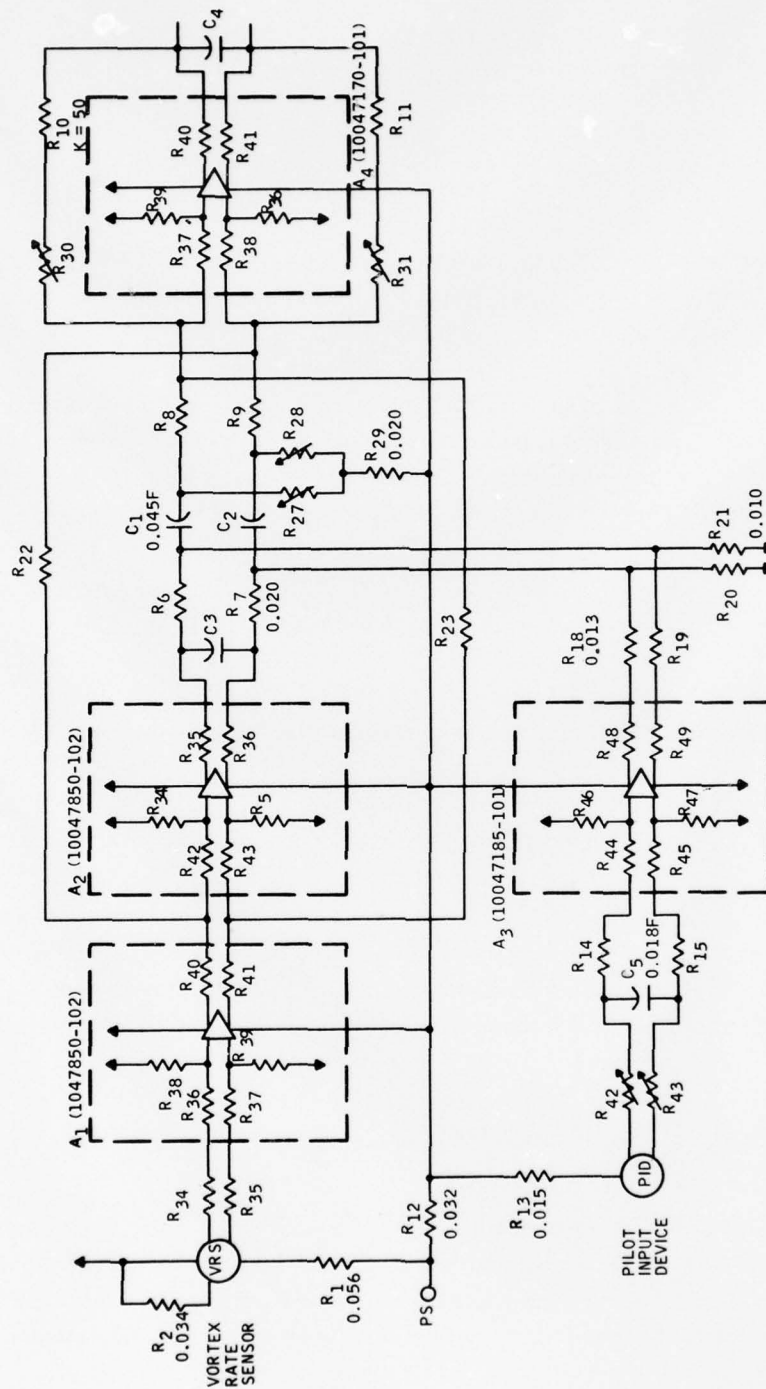 C4
R10
K = 50
R40
R41
R11
A4 (10047170-101)
R39
R36
R37
R38
R30
R31
R8
R9
R28
R29
0.020
R27
C1
0.045F
C2
R22
R6
R7
0.020
C3
R23
R21
0.010
R20
R18
0.013
R19
A2 (10047850-102)
R35
R36
R34
R5
R42
R43
A3 (10047185-101)
R48
R49
R46
R47
R44
R45
A1 (1047850-102)
R40
R41
R39
R38
R36
R37
R14
C5
0.018F
R15
R42
R43
R34
R35
R12
0.032
R13
0.015
PID
PILOT
INPUT
DEVICE
VRS
R1
0.056
PS
R2
0.034
VORTEX
RATE
SENSOR